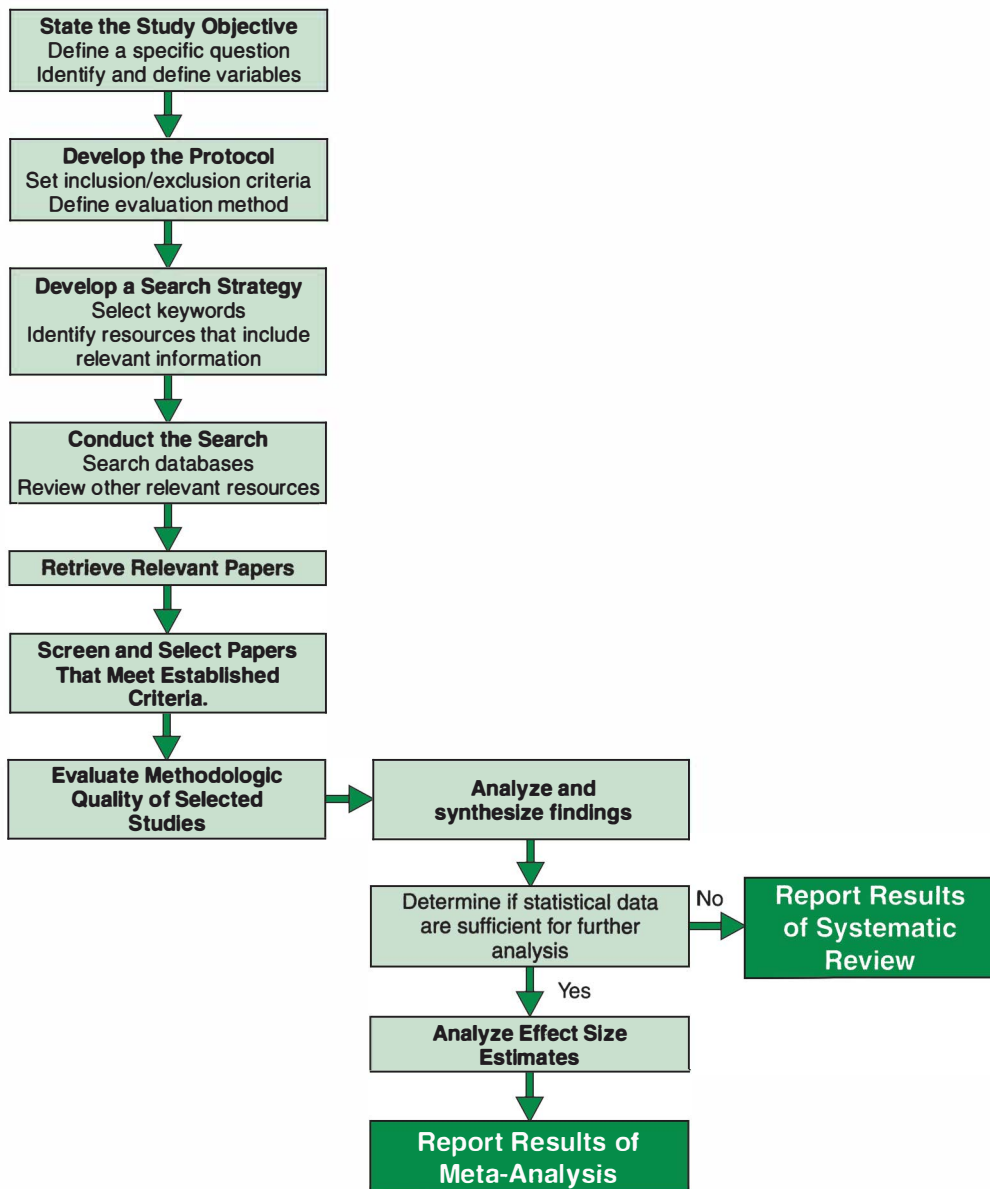 State the Study Objective
Define a specific question
Identify and define variables
Develop the Protocol
Set inclusion/exclusion criteria
Define evaluation method
Develop a Search Strategy
Select keywords
Identify resources that include
relevant information
Conduct the Search
Search databases
Review other relevant resources
Retrieve Relevant Papers
Screen and Select Papers
That Meet Established
Criteria.
Evaluate Methodologic
Quality of Selected
Studies
Analyze and
synthesize findings
Determine if statistical data
are sufficient for further
analysis
No
Report Results
of Systematic
Review
Yes
Analyze Effect Size
Estimates
Report Results of
Meta-Analysis